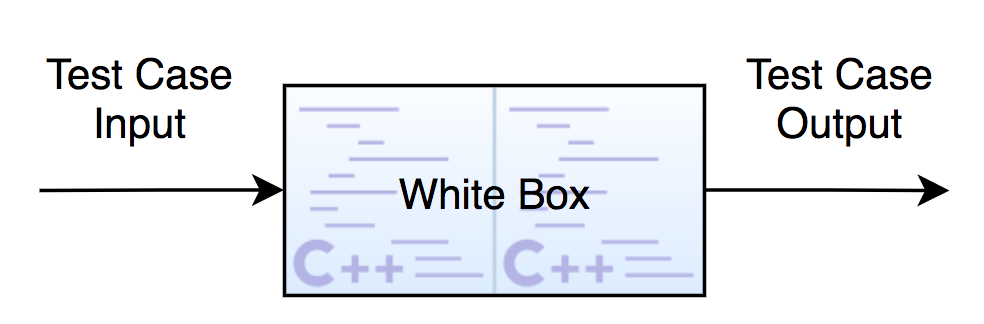 Test Case
Input
White Box
C++
C++
Test Case
Output